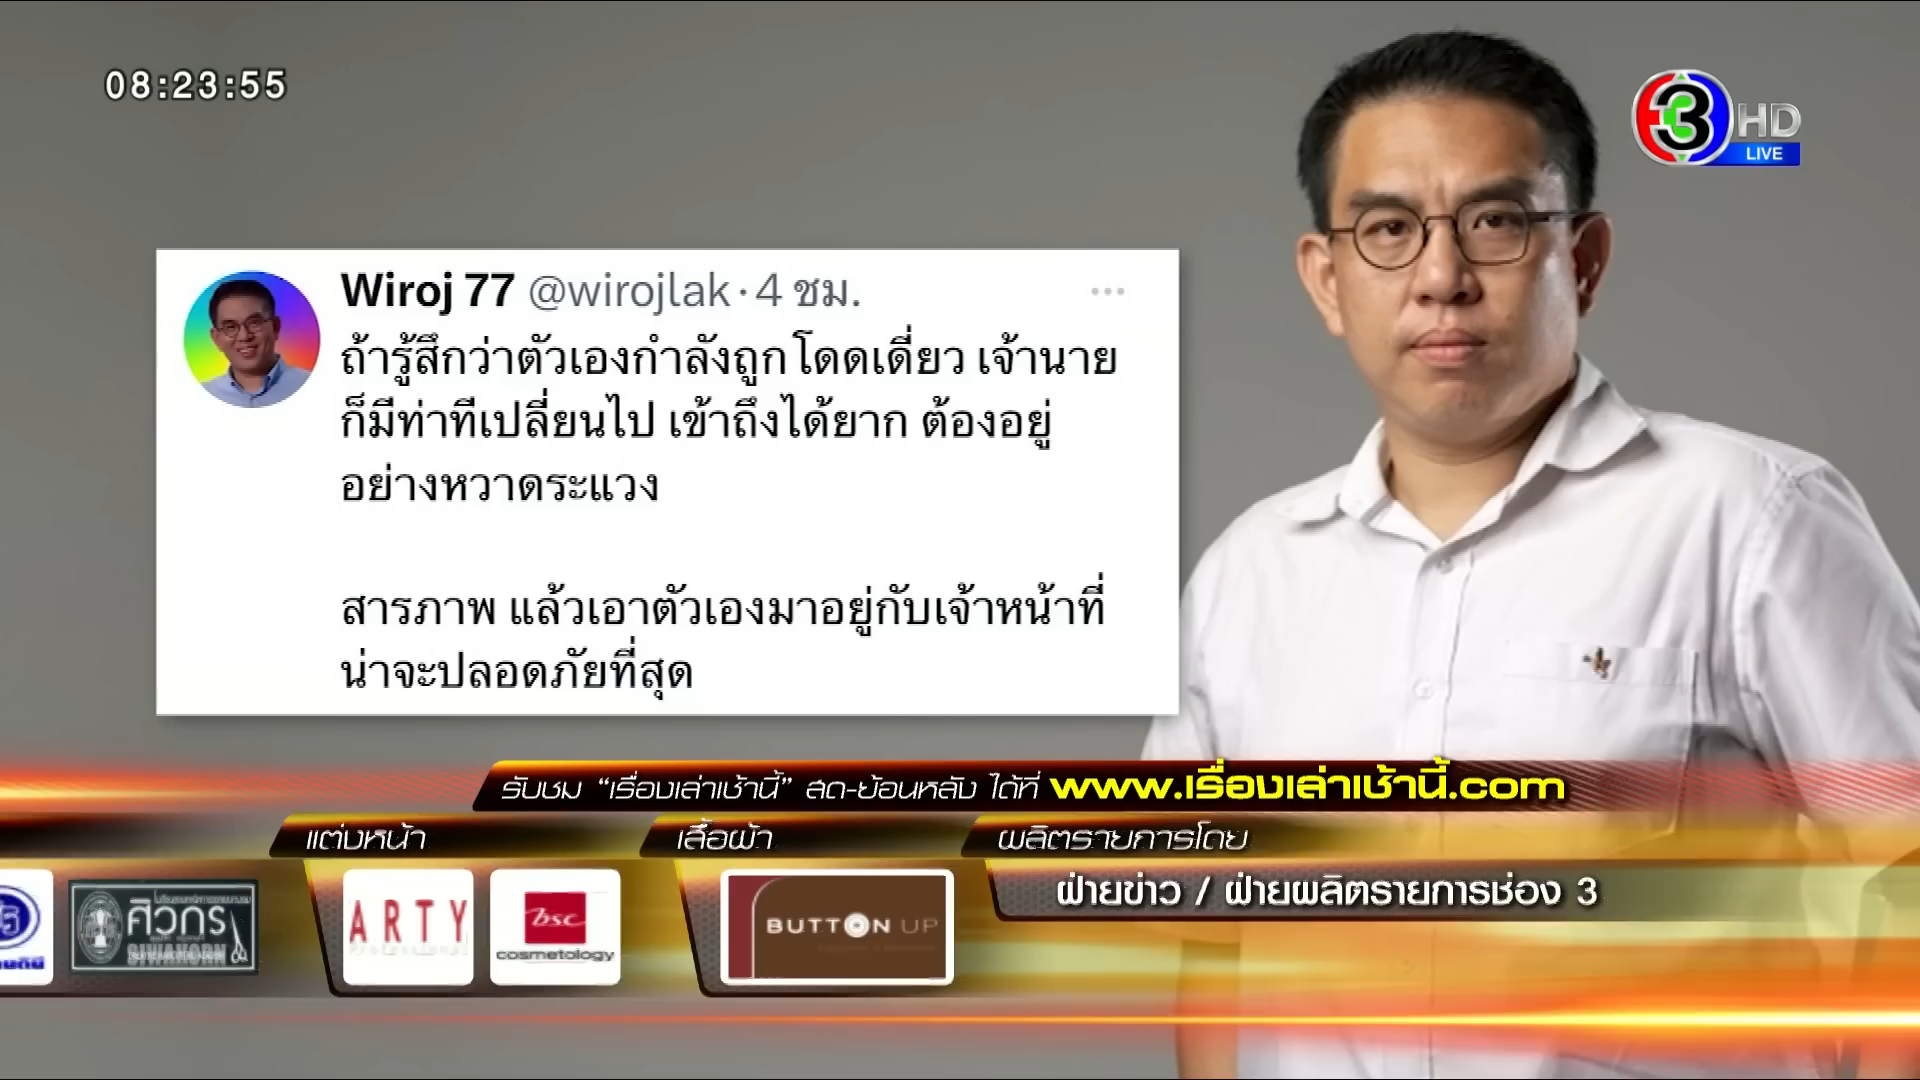 08:23:55
3 HD
LIVE
Wiroj 77 @wirojlak · 4 ชม.
ถ้ารู้สึกว่าตัวเองกำลังถูกโดดเดี่ยว เจ้านาย
ก็มีท่าทีเปลี่ยนไป เข้าถึงได้ยาก ต้องอยู่
อย่างหวาดระแวง
สารภาพ แล้วเอาตัวเองมาอยู่กับเจ้าหน้าที่
น่าจะปลอดภัยที่สุด
รับชม “เรื่องเล่าเช้านี้” สด-ย้อนหลัง ได้ที่ www.เรื่องเล่าเช้านี้.com
แต่งหน้า
เสื้อผ้า
ผลิตรายการโดย
ฝ่ายข่าว / ฝ่ายผลิตรายการช่อง 3
ศิวกร
SIWAKORN
ARTY
bsc
cosmetology
BUTTON UP